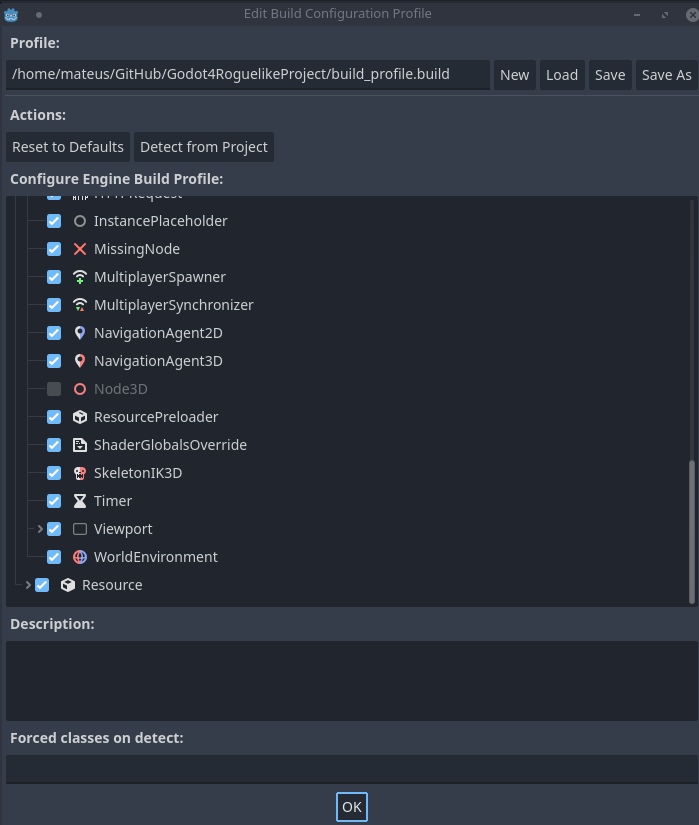 Edit Build Configuration Profile
Profile:
/home/mateus/GitHub/Godot4RoguelikeProject/build_profile.build New Load Save Save As
Actions:
Reset to Defaults Detect from Project
Configure Engine Build Profile:
InstancePlaceholder
MissingNode
MultiplayerSpawner
MultiplayerSynchronizer
NavigationAgent2D
NavigationAgent3D
Node3D
ResourcePreloader
ShaderGlobalsOverride
SkeletonIK3D
Timer
Viewport
WorldEnvironment
Resource
Description:
Forced classes on detect:
OK